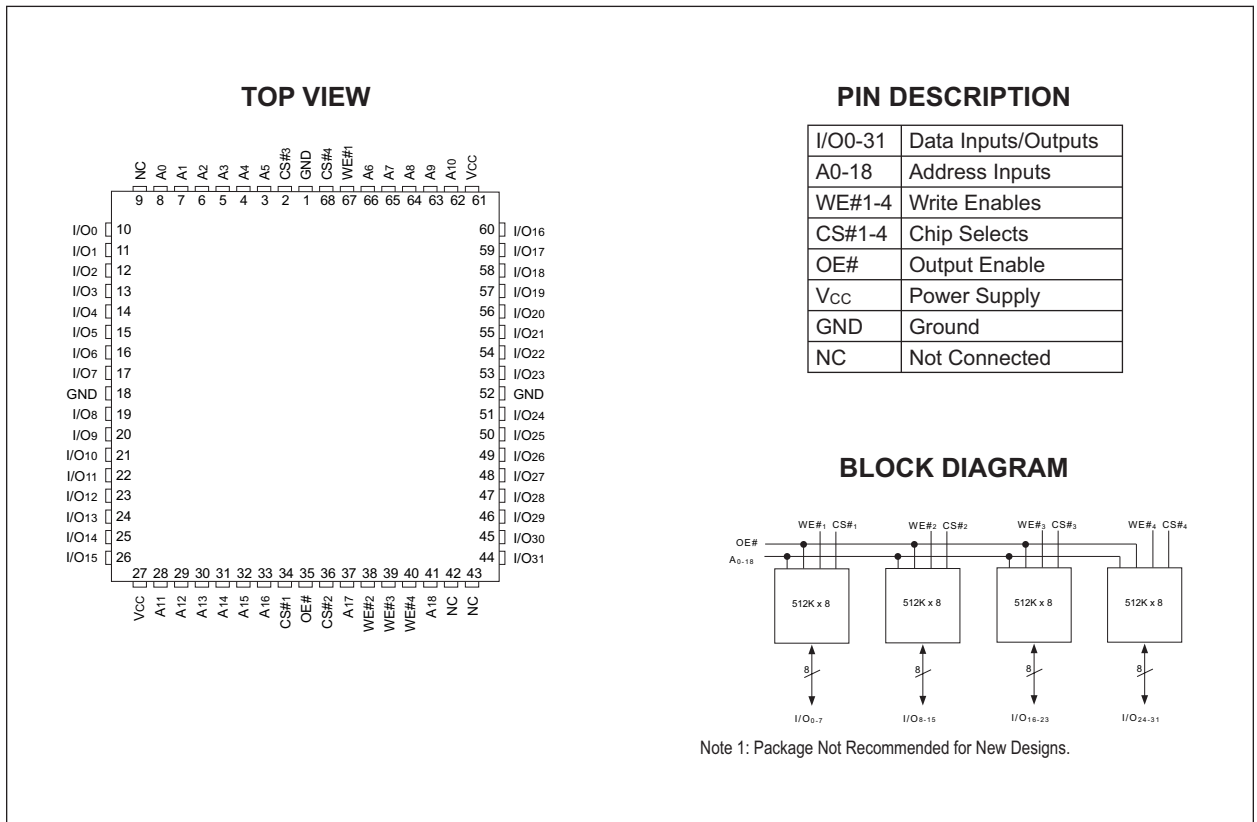 TOP VIEW
NC A0 A1 A2 A3 A4 A5 CS#3 GND CS#4 WE#1 A6 A7 A8 A9 A10 VCC
9 8 7 6 5 4 3 2 1 68 67 66 65 64 63 62 61
I/O0 10 60 I/O16
I/O1 11 59 I/O17
I/O2 12 58 I/O18
I/O3 13 57 I/O19
I/O4 14 56 I/O20
I/O5 15 55 I/O21
I/O6 16 54 I/O22
I/O7 17 53 I/O23
GND 18 52 GND
I/O8 19 51 I/O24
I/O9 20 50 I/O25
I/O10 21 49 I/O26
I/O11 22 48 I/O27
I/O12 23 47 I/O28
I/O13 24 46 I/O29
I/O14 25 45 I/O30
I/O15 26 44 I/O31
27 28 29 30 31 32 33 34 35 36 37 38 39 40 41 42 43
VCC A11 A12 A13 A14 A15 A16 CS#1 OE# CS#2 A17 WE#2 WE#3 WE#4 A18 NC NC
PIN DESCRIPTION
I/O0-31 Data Inputs/Outputs
A0-18 Address Inputs
WE#1-4 Write Enables
CS#1-4 Chip Selects
OE# Output Enable
VCC Power Supply
GND Ground
NC Not Connected
BLOCK DIAGRAM
WE#1 CS#1 WE#2 CS#2 WE#3 CS#3 WE#4 CS#4
OE#
A0-18
512K x 8 512K x 8 512K x 8 512K x 8
8 8 8 8
I/O0-7 I/O8-15 I/O16-23 I/O24-31
Note 1: Package Not Recommended for New Designs.